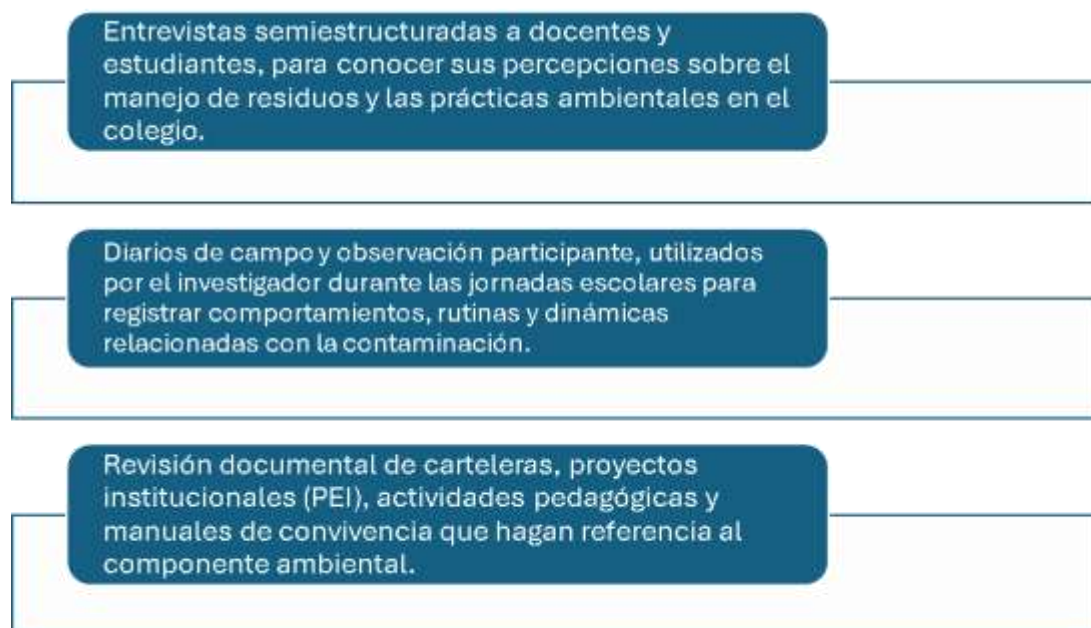 Entrevistas semiestructuradas a docentes y
estudiantes, para conocer sus percepciones sobre el
manejo de residuos y las prácticas ambientales en el
colegio.
Diarios de campo y observación participante, utilizados
por el investigador durante las jornadas escolares para
registrar comportamientos, rutinas y dinámicas
relacionadas con la contaminación.
Revisión documental de carteleras, proyectos
institucionales (PEI), actividades pedagógicas y
manuales de convivencia que hagan referencia al
componente ambiental.